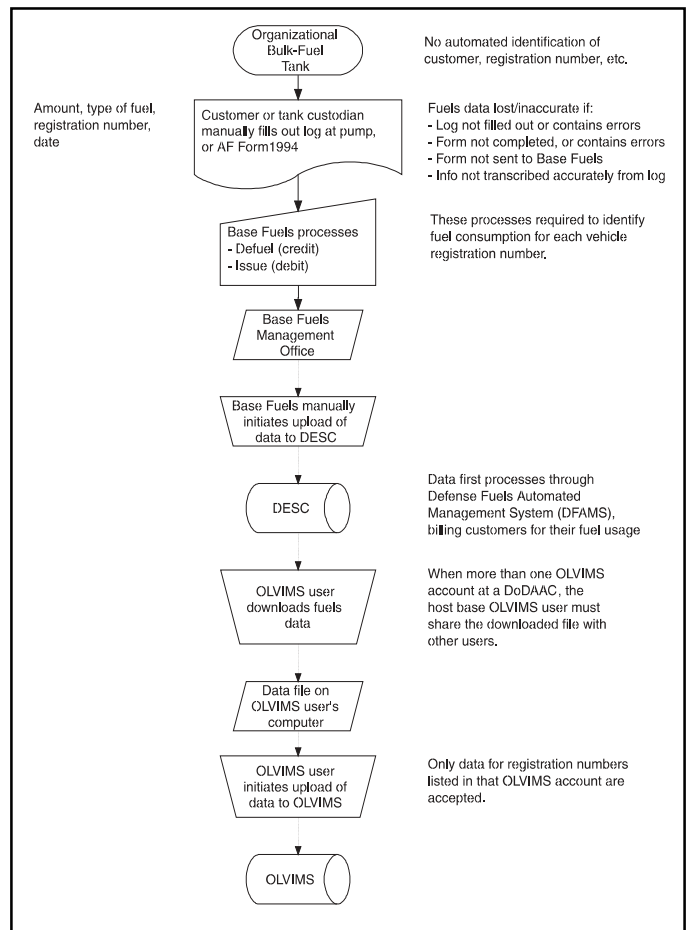 Organizational
Bulk-Fuel
Tank
No automated identification of
customer, registration number, etc.
Amount, type of fuel,
registration number,
date
Customer or tank custodian
manually fills out log at pump,
or AF Form1994
Fuels data lost/inaccurate if:
- Log not filled out or contains errors
- Form not completed, or contains errors
- Form not sent to Base Fuels
- Info not transcribed accurately from log
Base Fuels processes
- Defuel (credit)
- Issue (debit)
These processes required to identify
fuel consumption for each vehicle
registration number.
Base Fuels
Management
Office
Base Fuels manually
initiates upload of
data to DESC
DESC
Data first processes through
Defense Fuels Automated
Management System (DFAMS),
billing customers for their fuel usage
OLVIMS user
downloads fuels
data
When more than one OLVIMS
account at a DoDAAC, the
host base OLVIMS user must
share the downloaded file with
other users.
Data file on
OLVIMS user's
computer
OLVIMS user
initiates upload of
data to OLVIMS
Only data for registration numbers
listed in that OLVIMS account are
accepted.
OLVIMS